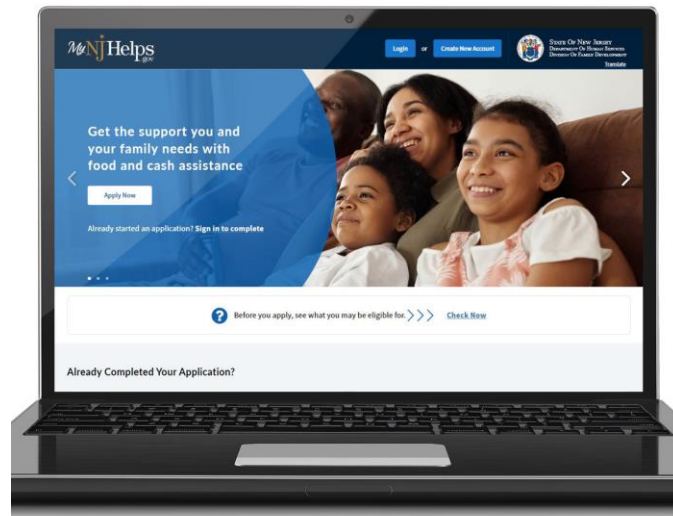 MyNJHelps
.gov
Login or Create New Account
State Of New Jersey
Department Of Human Services
Division Of Family Development
Translate
Get the support you and
your family needs with
food and cash assistance
Apply Now
Already started an application? Sign in to complete
? Before you apply, see what you may be eligible for. >>> Check Now
Already Completed Your Application?